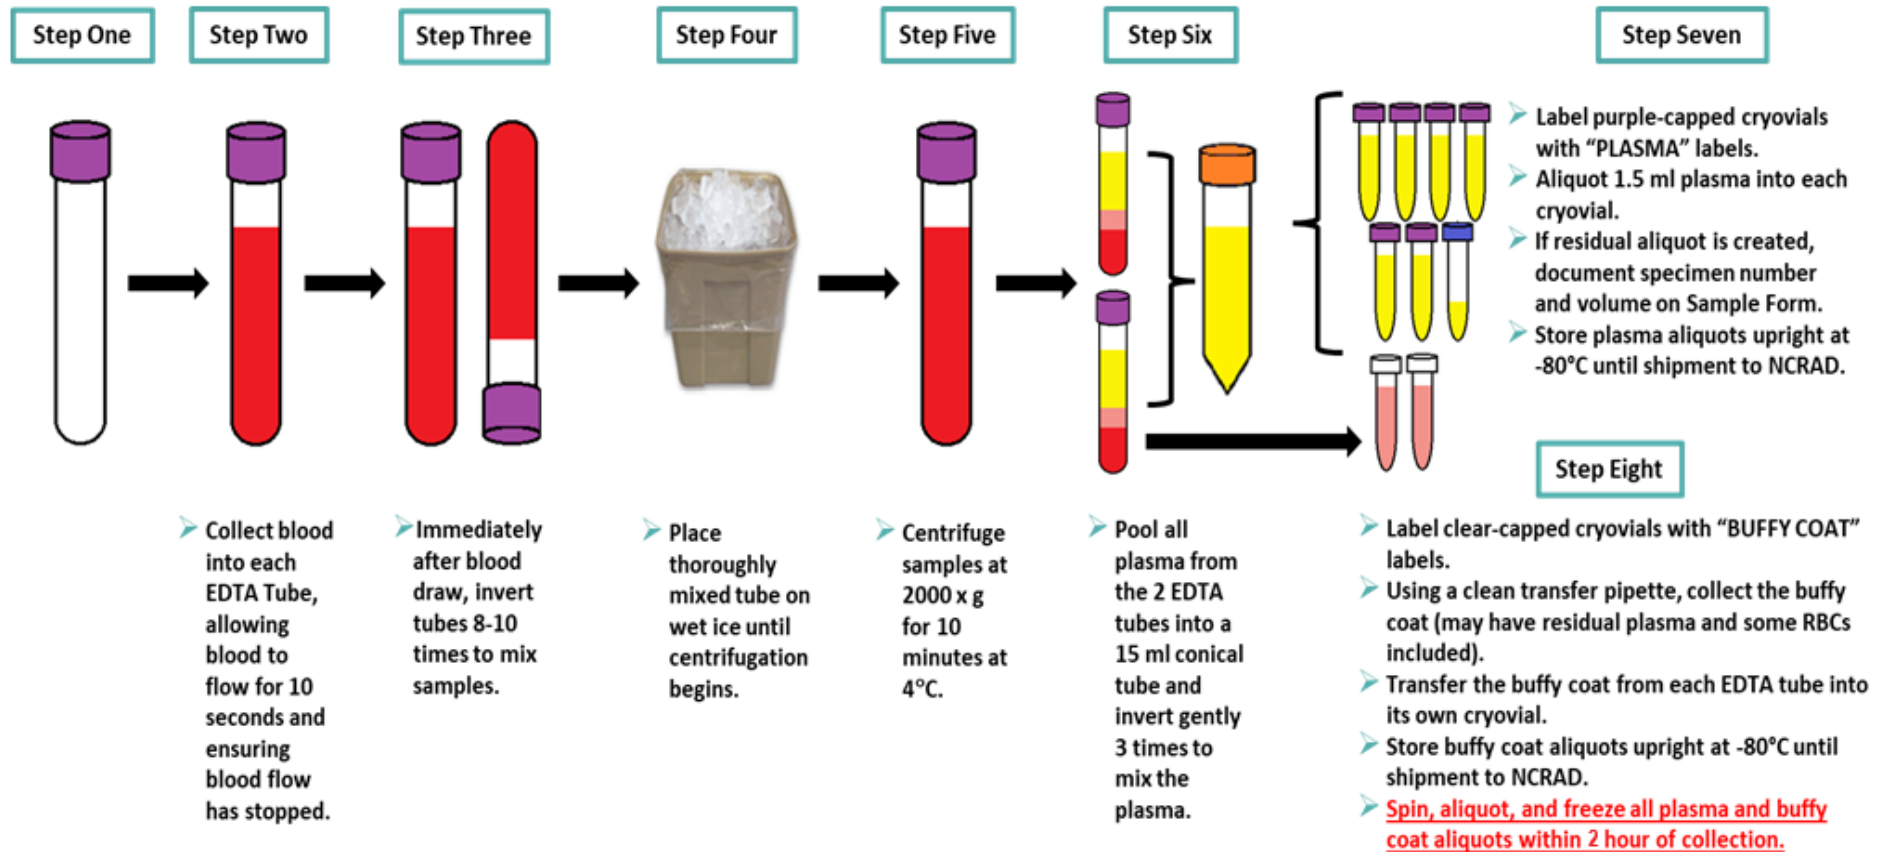 Step One
Step Two
Collect blood
into each
EDTA Tube,
allowing
blood to
flow for 10
seconds and
ensuring
blood flow
has stopped.
Step Three
Immediately
after blood
draw, invert
tubes 8-10
times to mix
samples.
Step Four
Place
thoroughly
mixed tube on
wet ice until
centrifugation
begins.
Step Five
Centrifuge
samples at
2000 x g
for 10
minutes at
4°C.
Step Six
Pool all
plasma from
the 2 EDTA
tubes into a
15 ml conical
tube and
invert gently
3 times to
mix the
plasma.
Step Seven
Label purple-capped cryovials
with “PLASMA” labels.
Aliquot 1.5 ml plasma into each
cryovial.
If residual aliquot is created,
document specimen number
and volume on Sample Form.
Store plasma aliquots upright at
-80°C until shipment to NCRAD.
Step Eight
Label clear-capped cryovials with “BUFFY COAT”
labels.
Using a clean transfer pipette, collect the buffy
coat (may have residual plasma and some RBCs
included).
Transfer the buffy coat from each EDTA tube into
its own cryovial.
Store buffy coat aliquots upright at -80°C until
shipment to NCRAD.
Spin, aliquot, and freeze all plasma and buffy
coat aliquots within 2 hour of collection.